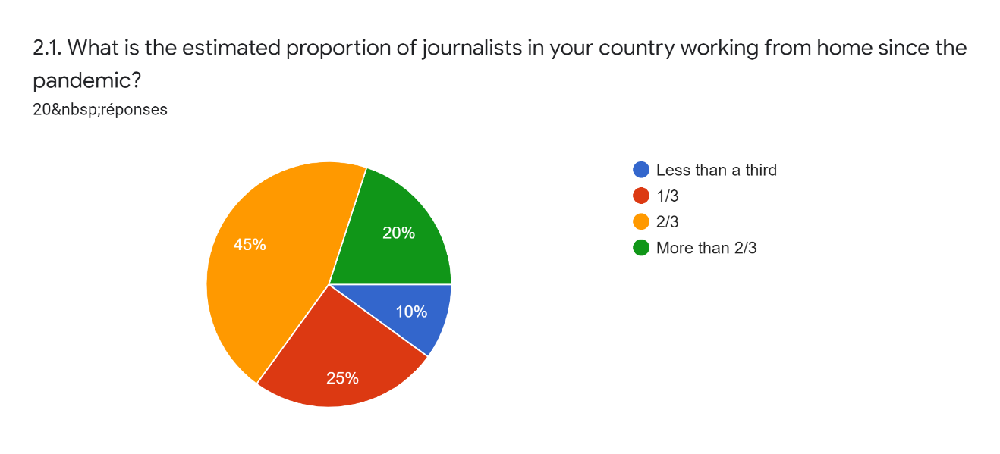 2.1. What is the estimated proportion of journalists in your country working from home since the
pandemic?
20&nbsp;réponses
Less than a third
1/3
2/3
More than 2/3
20%
45%
10%
25%